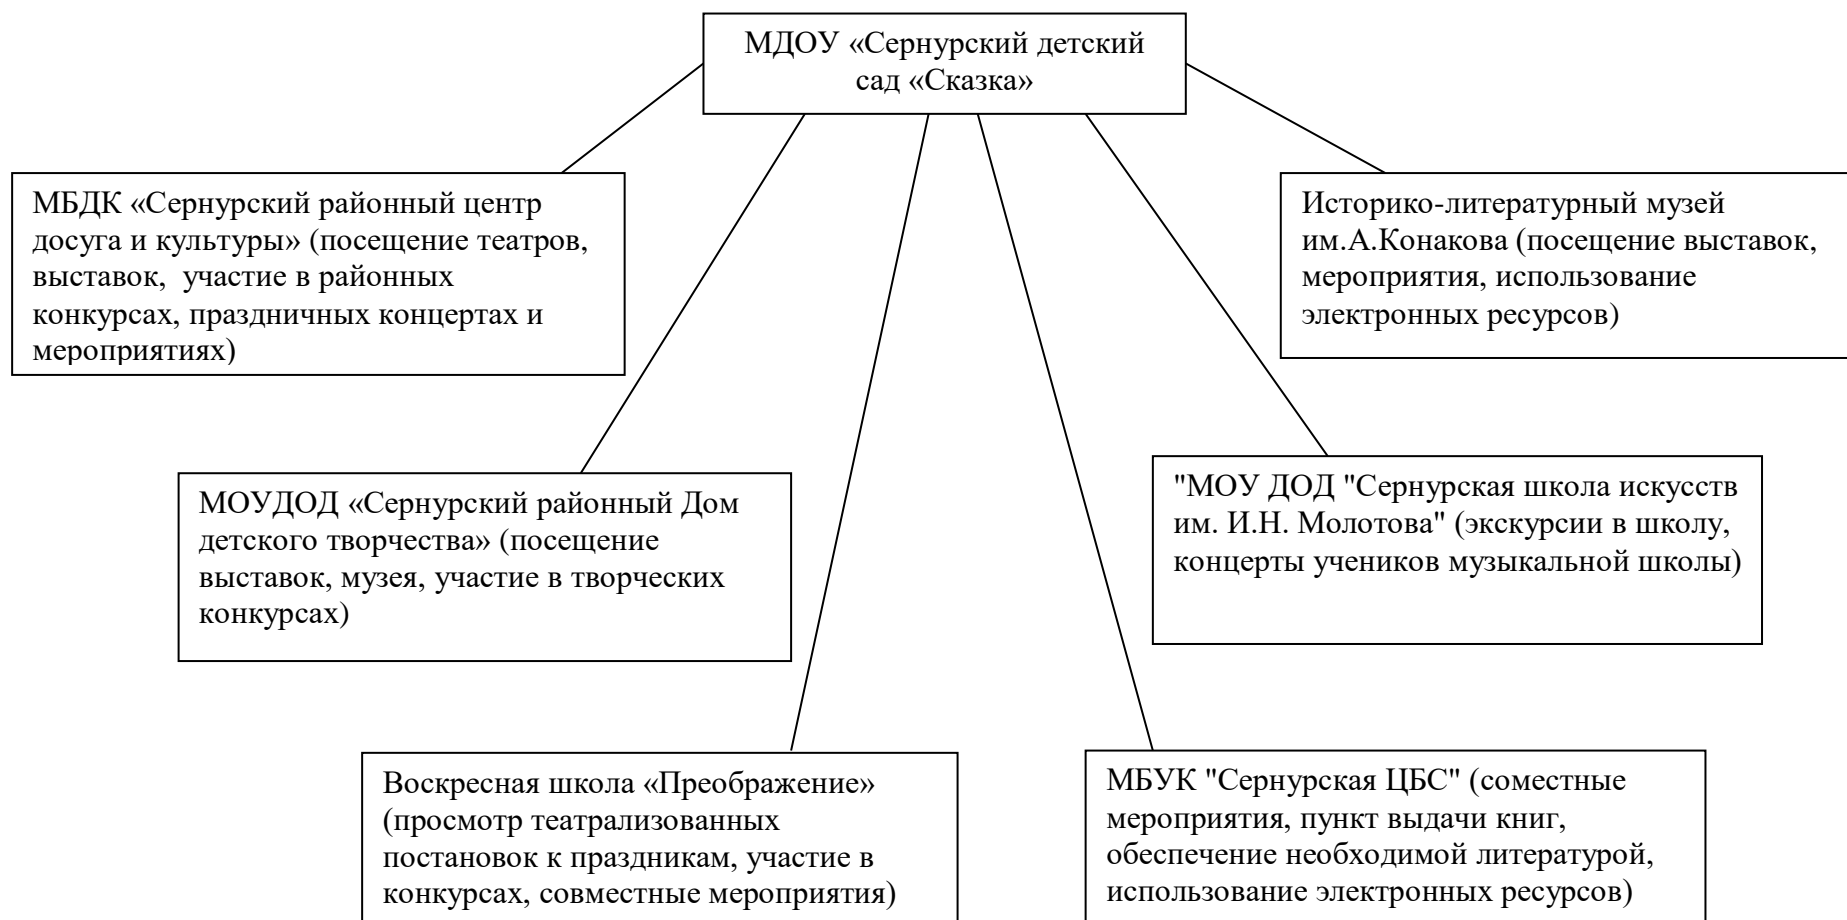 МДОУ «Сернурский детский
сад «Сказка»
МБДК «Сернурский районный центр
досуга и культуры» (посещение театров,
выставок,  участие в районных
конкурсах, праздничных концертах и
мероприятиях)
Историко-литературный музей
им.А.Конакова (посещение выставок,
мероприятия, использование
электронных ресурсов)
МОУДОД «Сернурский районный Дом
детского творчества» (посещение
выставок, музея, участие в творческих
конкурсах)
"МОУ ДОД "Сернурская школа искусств
им. И.Н. Молотова" (экскурсии в школу,
концерты учеников музыкальной школы)
Воскресная школа «Преображение»
(просмотр театрализованных
постановок к праздникам, участие в
конкурсах, совместные мероприятия)
МБУК "Сернурская ЦБС" (соместные
мероприятия, пункт выдачи книг,
обеспечение необходимой литературой,
использование электронных ресурсов)